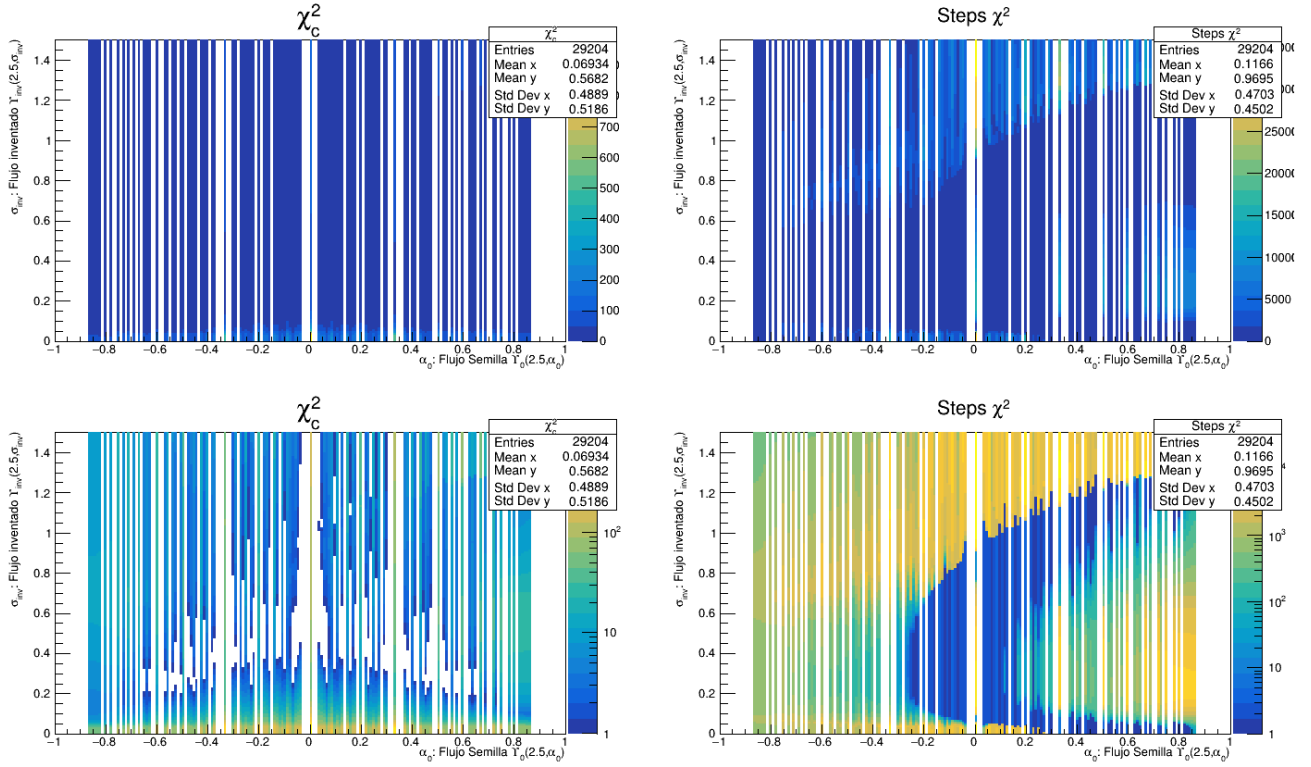 χ²c
χ²c
Entries 29204
Mean x 0.06934
Mean y 0.5682
Std Dev x 0.4889
Std Dev y 0.5186
σinv: Flujo inventado ϒinv(2.5,σinv)
1.4
1.2
1
0.8
0.6
0.4
0.2
0
−1 −0.8 −0.6 −0.4 −0.2 0 0.2 0.4 0.6 0.8 1
α0: Flujo Semilla ϒ0(2.5,α0)
700
600
500
400
300
200
100
0
Steps χ²
Steps χ²
Entries 29204
Mean x 0.1166
Mean y 0.9695
Std Dev x 0.4703
Std Dev y 0.4502
σinv: Flujo inventado ϒinv(2.5,σinv)
1.4
1.2
1
0.8
0.6
0.4
0.2
0
−1 −0.8 −0.6 −0.4 −0.2 0 0.2 0.4 0.6 0.8 1
α0: Flujo Semilla ϒ0(2.5,α0)
25000
20000
15000
10000
5000
0
χ²c
χ²c
Entries 29204
Mean x 0.06934
Mean y 0.5682
Std Dev x 0.4889
Std Dev y 0.5186
σinv: Flujo inventado ϒinv(2.5,σinv)
1.4
1.2
1
0.8
0.6
0.4
0.2
0
−1 −0.8 −0.6 −0.4 −0.2 0 0.2 0.4 0.6 0.8 1
α0: Flujo Semilla ϒ0(2.5,α0)
10²
10
1
Steps χ²
Steps χ²
Entries 29204
Mean x 0.1166
Mean y 0.9695
Std Dev x 0.4703
Std Dev y 0.4502
σinv: Flujo inventado ϒinv(2.5,σinv)
1.4
1.2
1
0.8
0.6
0.4
0.2
0
−1 −0.8 −0.6 −0.4 −0.2 0 0.2 0.4 0.6 0.8 1
α0: Flujo Semilla ϒ0(2.5,α0)
10³
10²
10
1